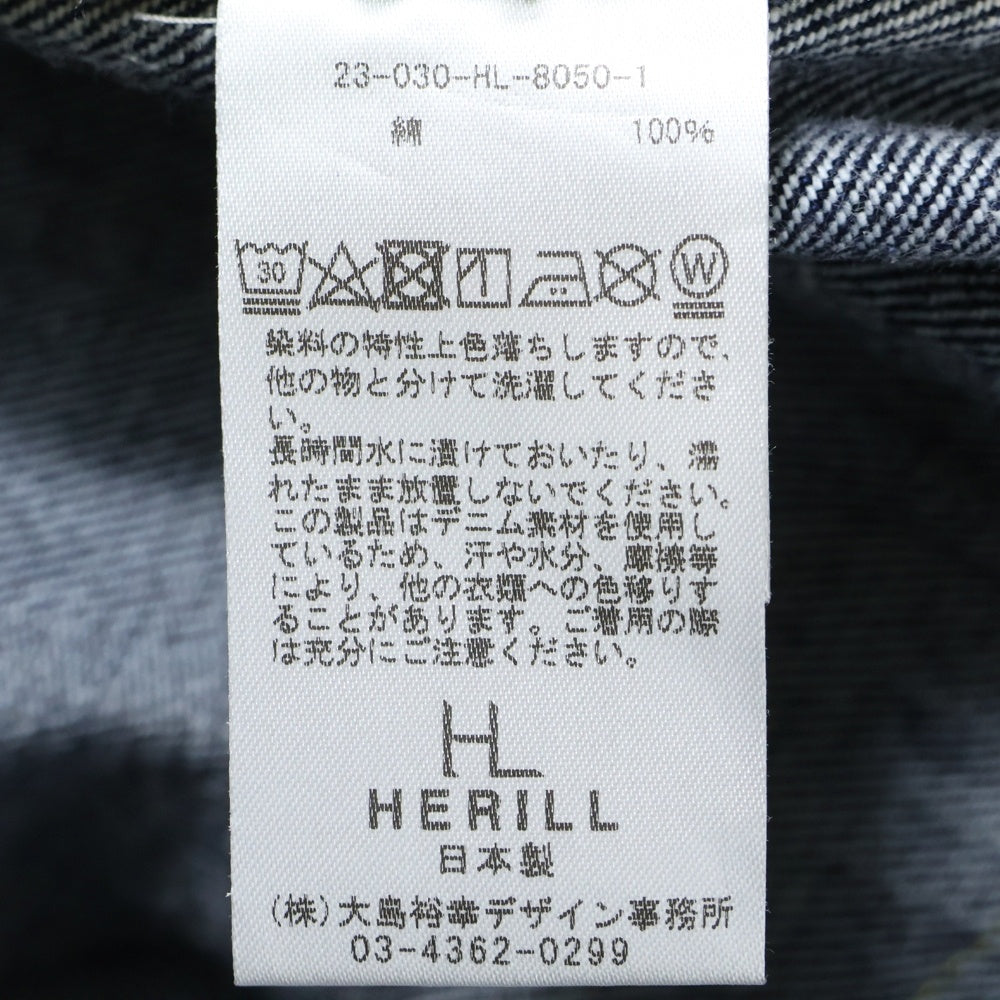 23-030-HL-8050-1
綿 100%
30 W
染料の特性上色落ちしますので、
他の物と分けて洗濯してくださ
い。
長時間水に漬けておいたり、濡
れたまま放置しないでください。
この製品はデニム素材を使用し
ているため、汗や水分、摩擦等
により、他の衣類への色移りす
ることがあります。ご着用の際
は充分にご注意ください。
HL
HERILL
日本製
(株)大島裕幸デザイン事務所
03-4362-0299